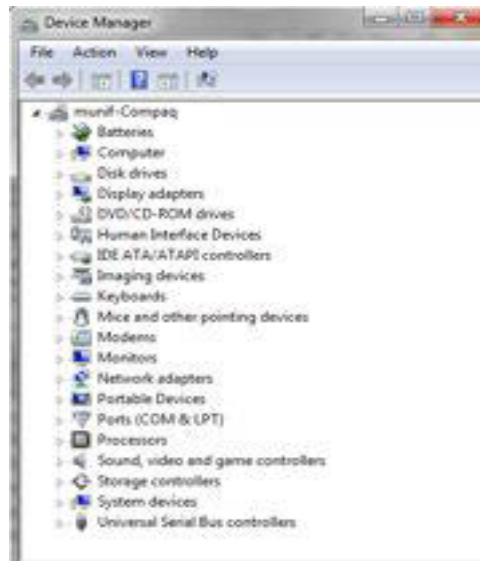 Device Manager
File Action View Help
munif-Compaq
Batteries
Computer
Disk drives
Display adapters
DVD/CD-ROM drives
Human Interface Devices
IDE ATA/ATAPI controllers
Imaging devices
Keyboards
Mice and other pointing devices
Modems
Monitors
Network adapters
Portable Devices
Ports (COM & LPT)
Processors
Sound, video and game controllers
Storage controllers
System devices
Universal Serial Bus controllers